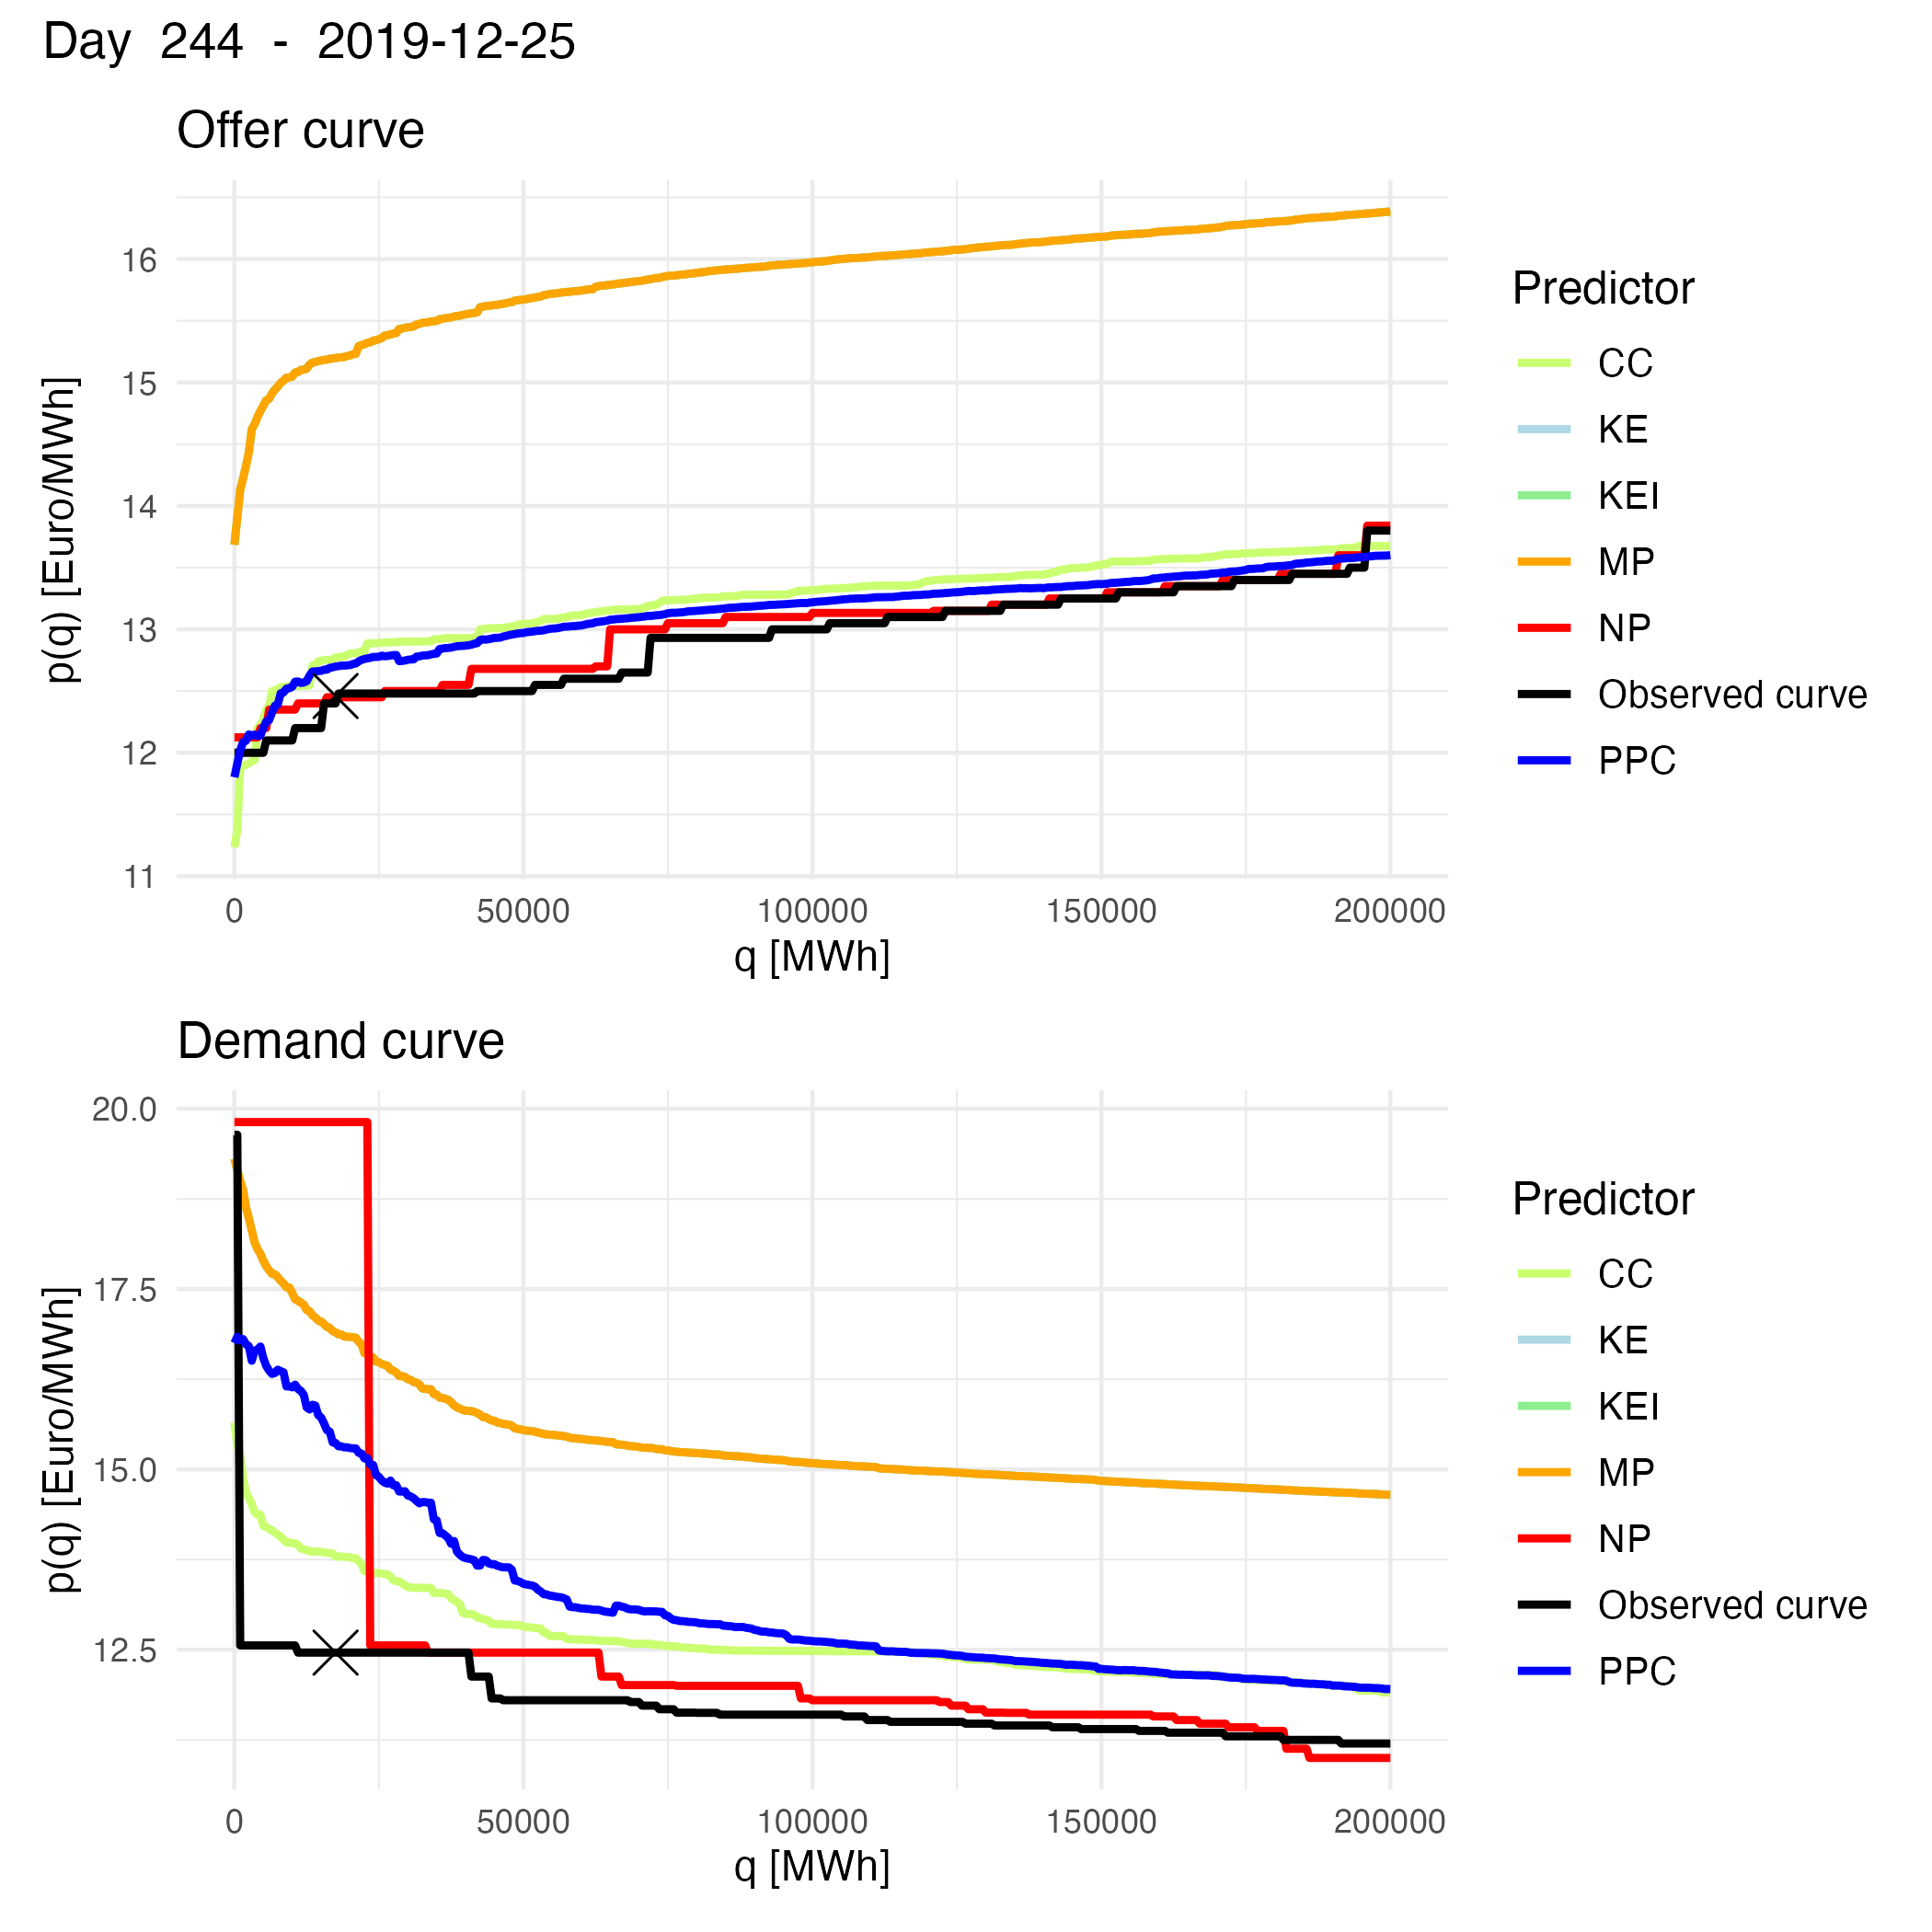 Day 244 - 2019-12-25
Offer curve
p(q) [Euro/MWh]
16
15
14
13
12
11
0
50000
100000
150000
200000
q [MWh]
Predictor
CC
KE
KEI
MP
NP
Observed curve
PPC
Demand curve
p(q) [Euro/MWh]
20.0
17.5
15.0
12.5
0
50000
100000
150000
200000
q [MWh]
Predictor
CC
KE
KEI
MP
NP
Observed curve
PPC